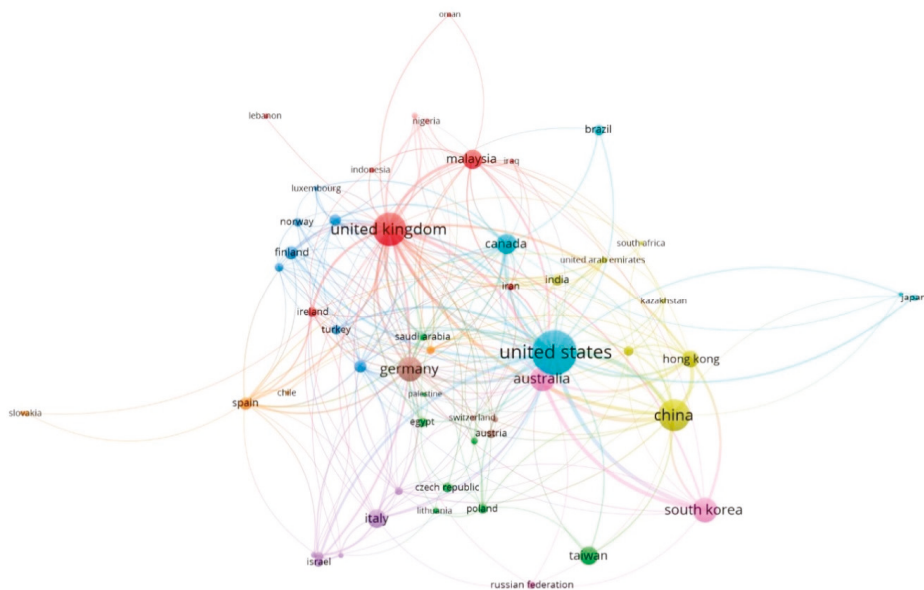 oman
lebanon
nigeria
brazil
malaysia
iraq
indonesia
luxembourg
norway
united kingdom
canada
south africa
finland
united arab emirates
iran
india
kazakhstan
japan
ireland
turkey
saudi arabia
united states
hong kong
germany
australia
chile
palestine
spain
slovakia
egypt
switzerland
china
austria
czech republic
lithuania
poland
south korea
italy
taiwan
israel
russian federation